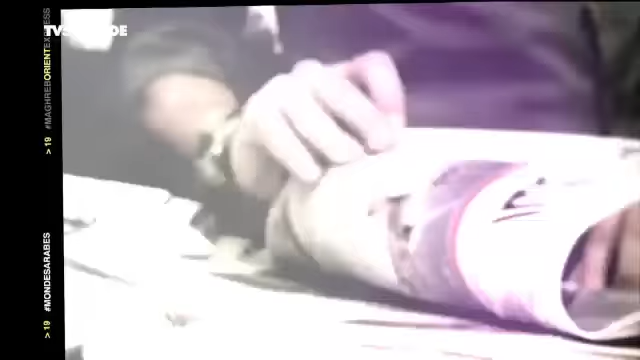 TV5MONDE
> 19 #MAGHREBORIENTEXPRESS
> 19 #MONDESARABES